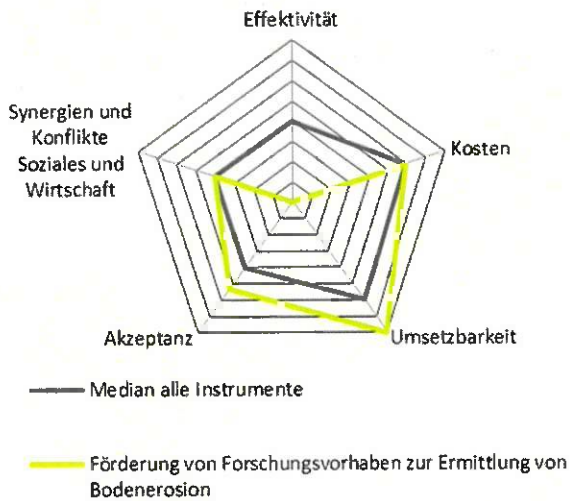 Effektivität
Synergien und
Konflikte
Soziales und
Wirtschaft
Kosten
Akzeptanz
Umsetzbarkeit
Median alle Instrumente
Förderung von Forschungsvorhaben zur Ermittlung von
Bodenerosion